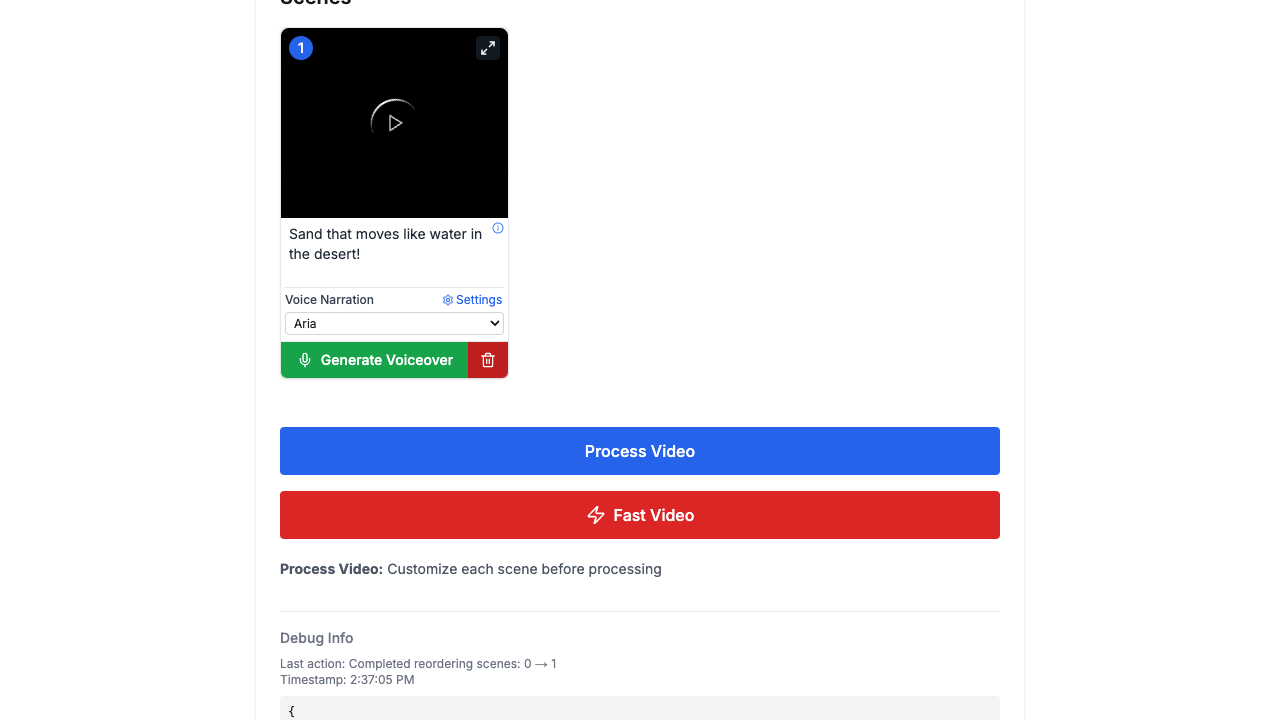 Scenes
1
Sand that moves like water in
the desert!
Voice Narration
Settings
Aria
Generate Voiceover
Process Video
Fast Video
Process Video: Customize each scene before processing
Debug Info
Last action: Completed reordering scenes: 0 → 1
Timestamp: 2:37:05 PM
{